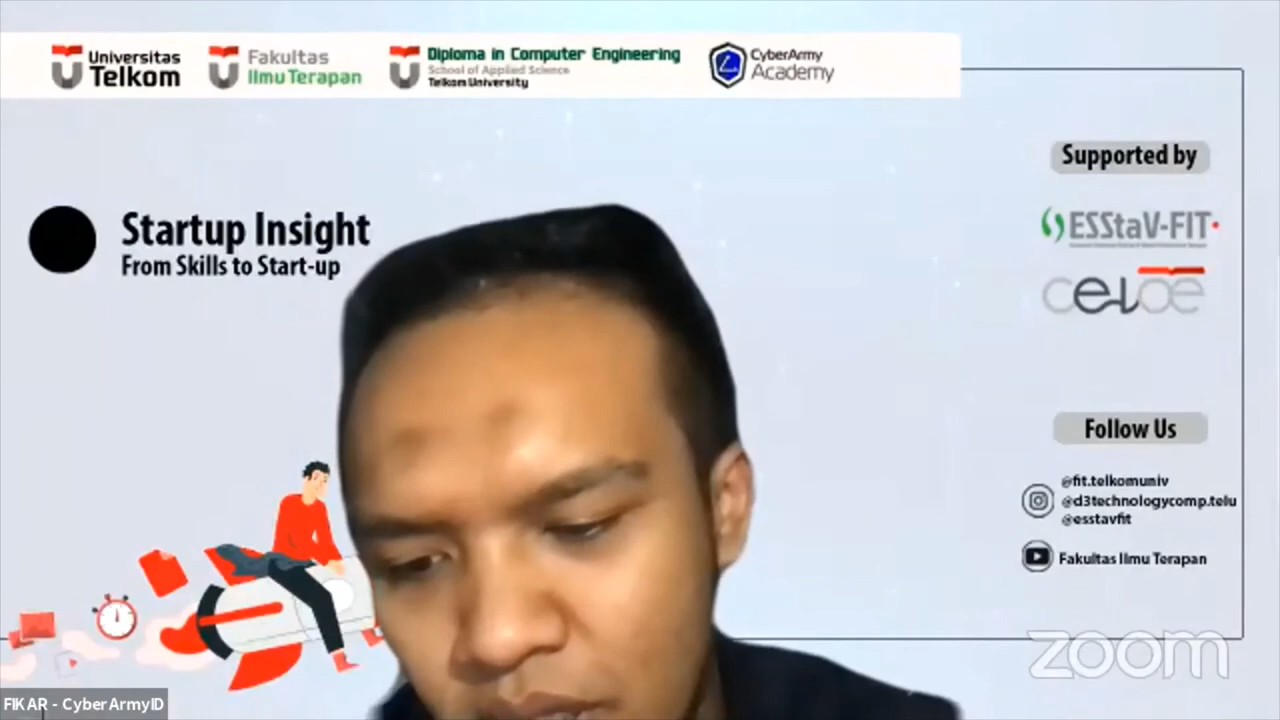 Universitas
Telkom
Fakultas
Ilmu Terapan
Diploma in Computer Engineering
School of Applied Science
Telkom University
CyberArmy
Academy
Supported by
ESStaV-FIT
celoe
Startup Insight
From Skills to Start-up
Follow Us
@fit.telkomuniv
@d3technologycomp.telu
@esstavfit
Fakultas Ilmu Terapan
zoom
FIKAR - CyberArmyID